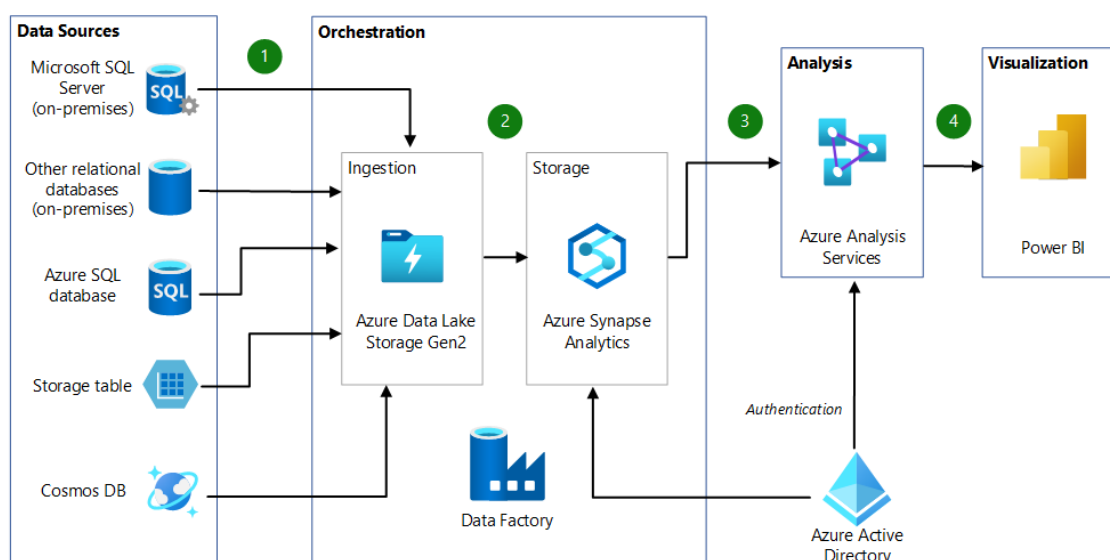 Data Sources
Microsoft SQL
Server
(on-premises)
SQL
Other relational
databases
(on-premises)
Azure SQL
database
SQL
Storage table
Cosmos DB
1
Orchestration
2
Ingestion
Azure Data Lake
Storage Gen2
Storage
Azure Synapse
Analytics
Data Factory
3
Analysis
Azure Analysis
Services
4
Visualization
Power BI
Authentication
Azure Active
Directory